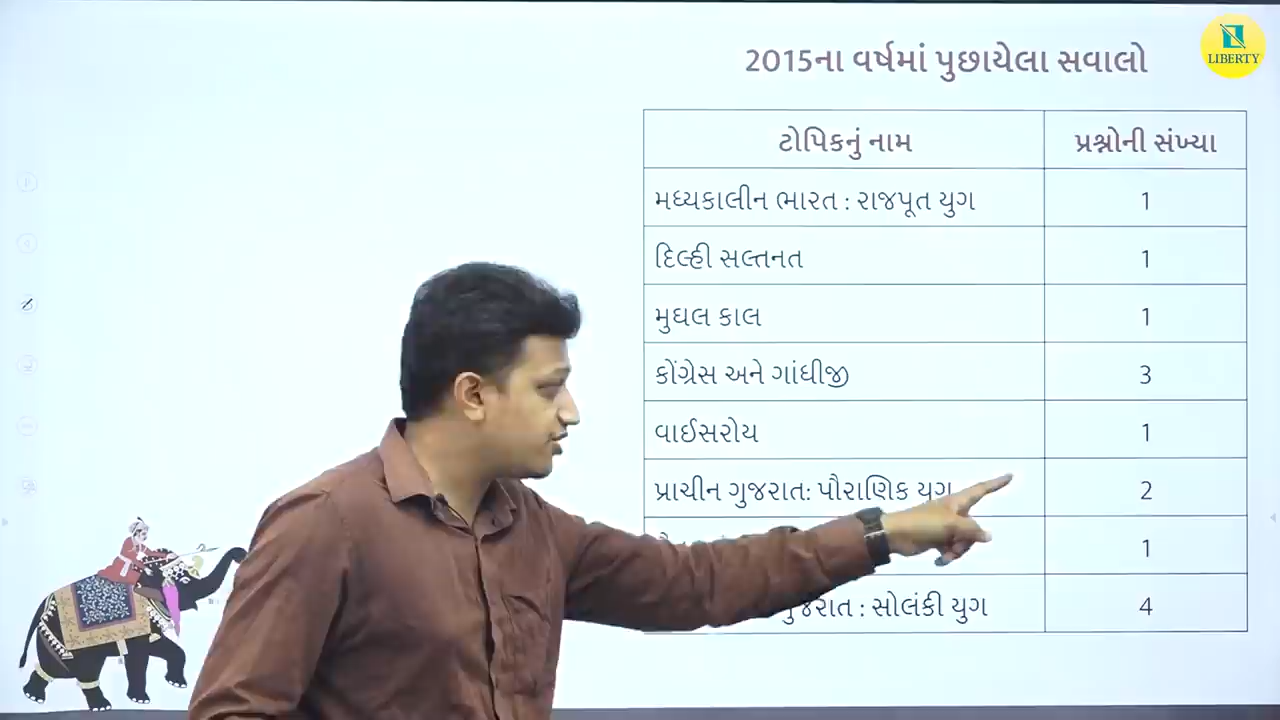 LIBERTY
2015ના વર્ષમાં પુછાયેલા સવાલો
ટોપિકનું નામ પ્રશ્નોની સંખ્યા
મધ્યકાલીન ભારત : રાજપૂત યુગ 1
દિલ્હી સલ્તનત 1
મુઘલ કાલ 1
કોંગ્રેસ અને ગાંધીજી 3
વાઈસરોય 1
પ્રાચીન ગુજરાત: પૌરાણિક યુગ 2
1
ગુજરાત : સોલંકી યુગ 4